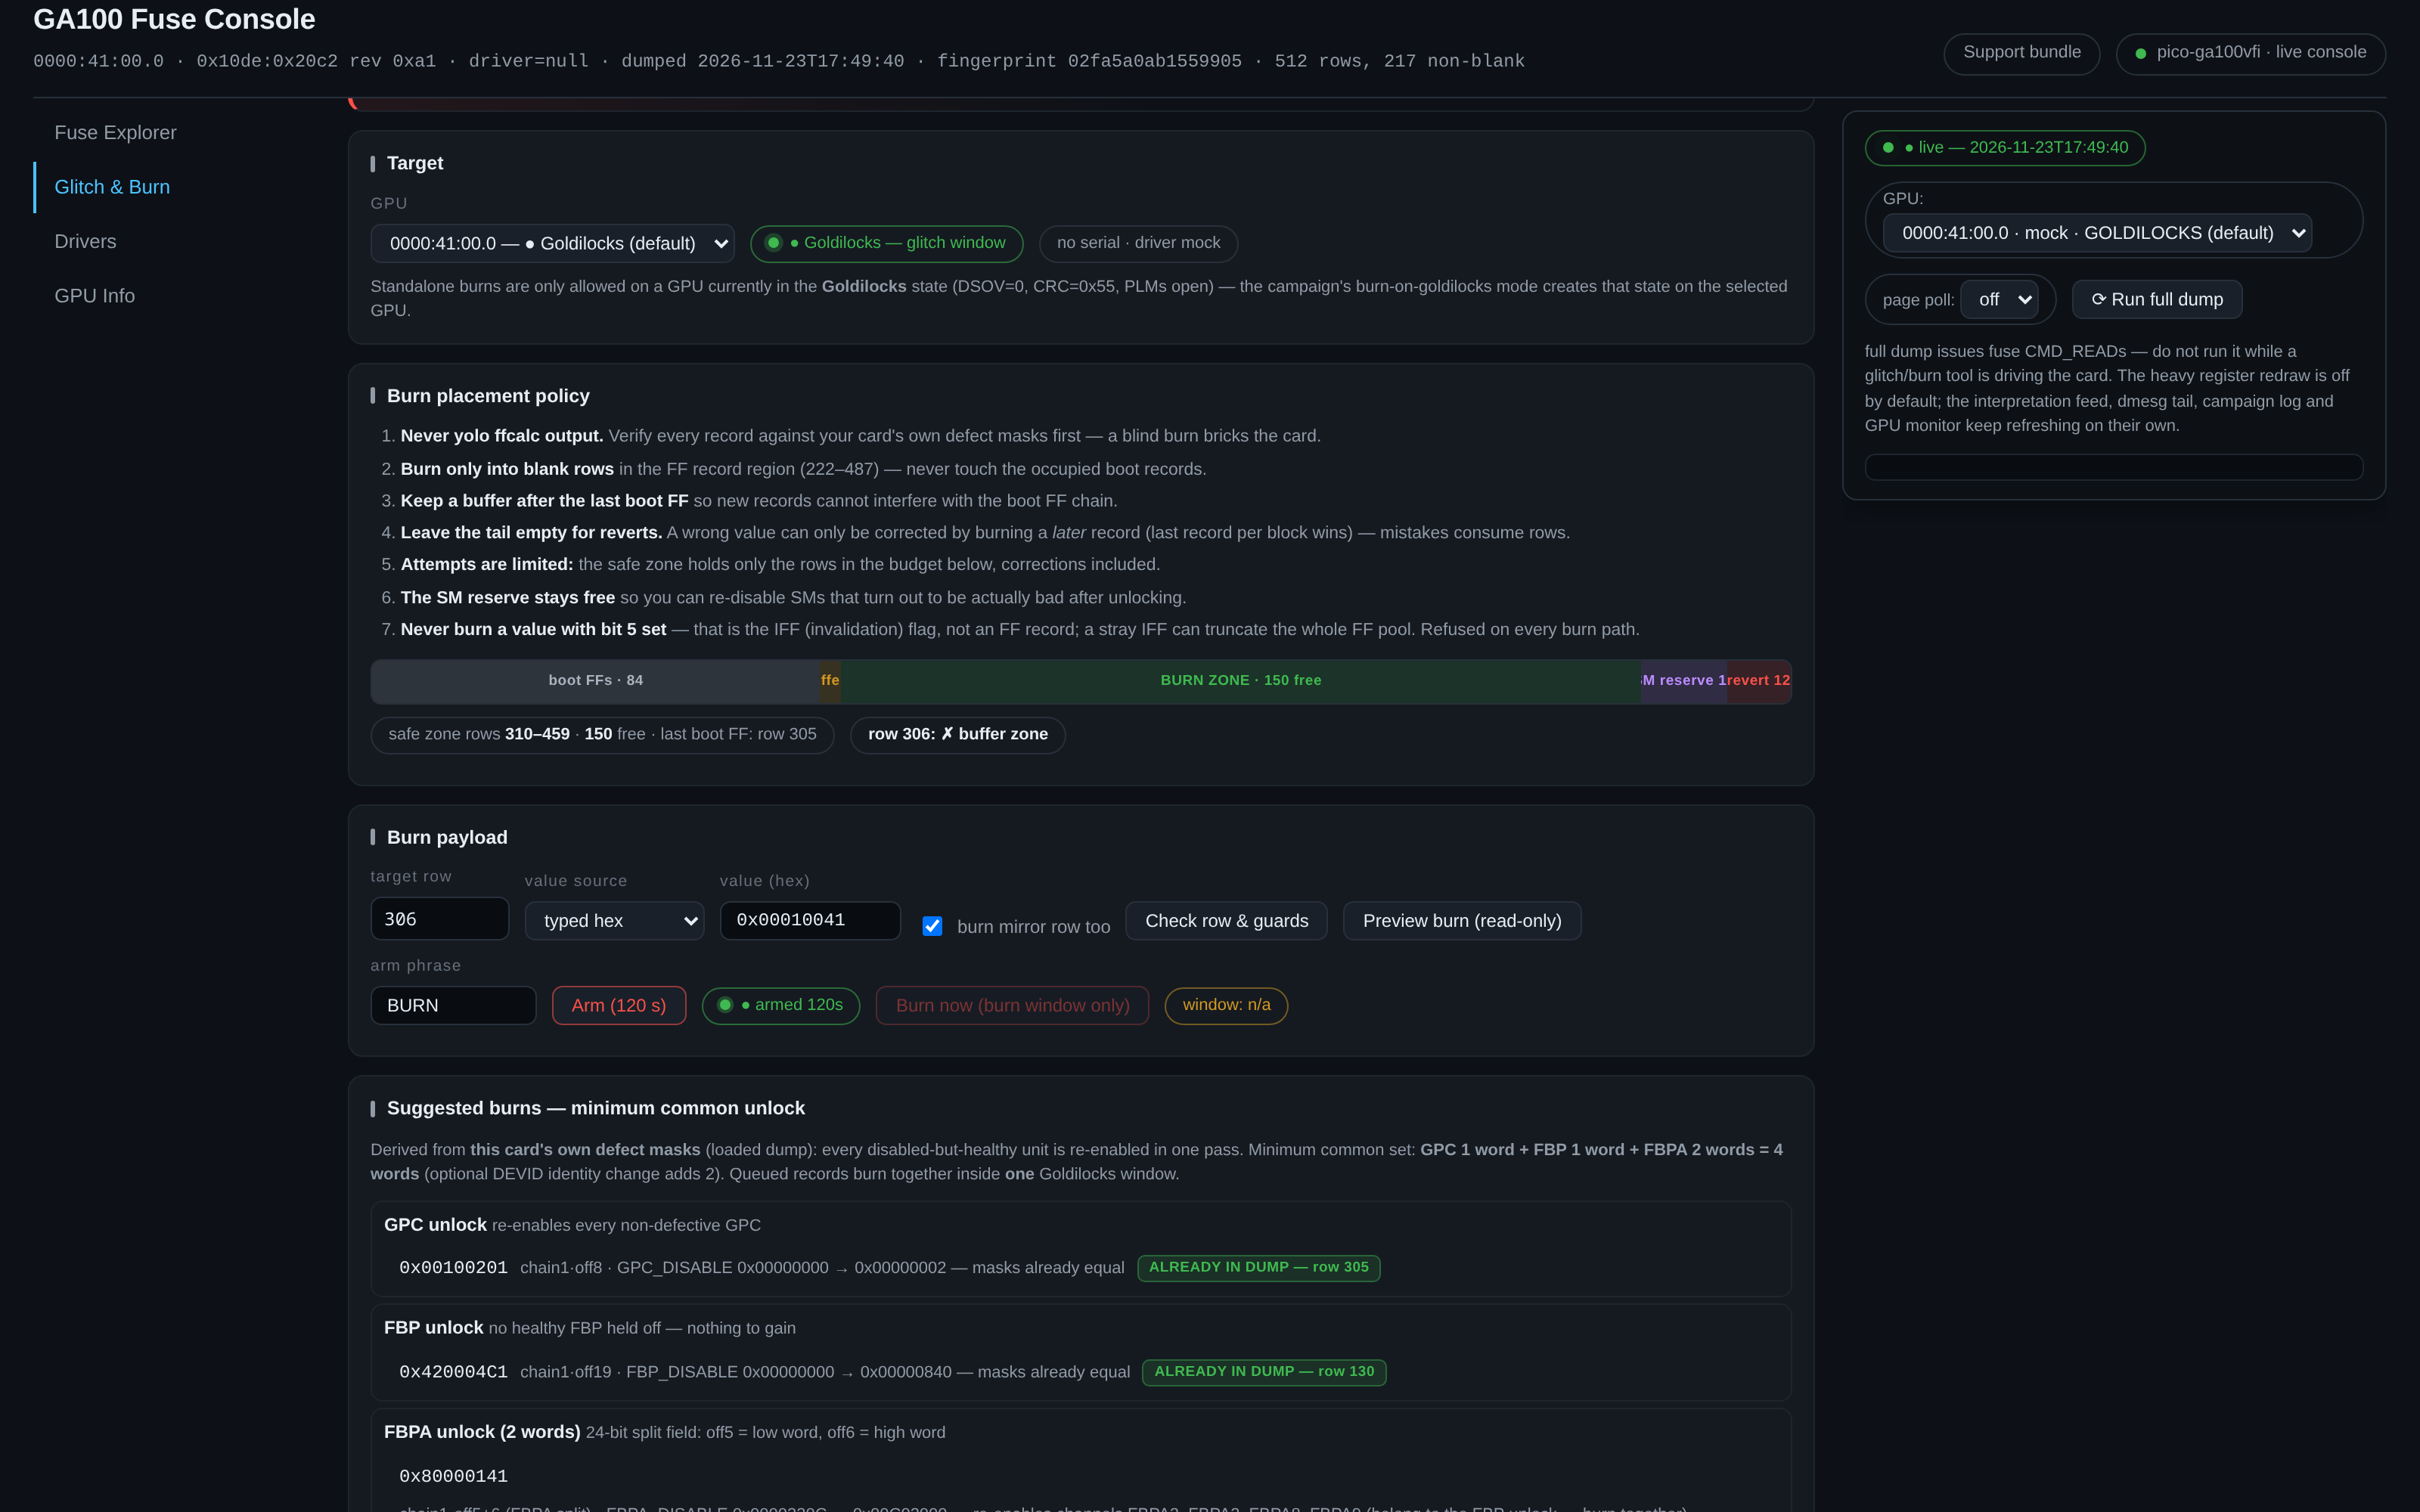 GA100 Fuse Console
0000:41:00.0 · 0x10de:0x20c2 rev 0xa1 · driver=null · dumped 2026-11-23T17:49:40 · fingerprint 02fa5a0ab1559905 · 512 rows, 217 non-blank
Support bundle
pico-ga100vfi · live console
Fuse Explorer
Glitch & Burn
Drivers
GPU Info
Target
GPU
0000:41:00.0 — ● Goldilocks (default)
● Goldilocks — glitch window
no serial · driver mock
Standalone burns are only allowed on a GPU currently in the Goldilocks state (DSOV=0, CRC=0x55, PLMs open) — the campaign's burn-on-goldilocks mode creates that state on the selected
GPU.
Burn placement policy
1. Never yolo ffcalc output. Verify every record against your card's own defect masks first — a blind burn bricks the card.
2. Burn only into blank rows in the FF record region (222–487) — never touch the occupied boot records.
3. Keep a buffer after the last boot FF so new records cannot interfere with the boot FF chain.
4. Leave the tail empty for reverts. A wrong value can only be corrected by burning a later record (last record per block wins) — mistakes consume rows.
5. Attempts are limited: the safe zone holds only the rows in the budget below, corrections included.
6. The SM reserve stays free so you can re-disable SMs that turn out to be actually bad after unlocking.
7. Never burn a value with bit 5 set — that is the IFF (invalidation) flag, not an FF record; a stray IFF can truncate the whole FF pool. Refused on every burn path.
boot FFs · 84
ffe
BURN ZONE · 150 free
M reserve 1
revert 12
safe zone rows 310–459 · 150 free · last boot FF: row 305
row 306: ✗ buffer zone
Burn payload
target row
value source
value (hex)
306
typed hex
0x00010041
burn mirror row too
Check row & guards
Preview burn (read-only)
arm phrase
BURN
Arm (120 s)
● armed 120s
Burn now (burn window only)
window: n/a
Suggested burns — minimum common unlock
Derived from this card's own defect masks (loaded dump): every disabled-but-healthy unit is re-enabled in one pass. Minimum common set: GPC 1 word + FBP 1 word + FBPA 2 words = 4
words (optional DEVID identity change adds 2). Queued records burn together inside one Goldilocks window.
GPC unlock re-enables every non-defective GPC
0x00100201 chain1·off8 · GPC_DISABLE 0x00000000 → 0x00000002 — masks already equal ALREADY IN DUMP — row 305
FBP unlock no healthy FBP held off — nothing to gain
0x420004C1 chain1·off19 · FBP_DISABLE 0x00000000 → 0x00000840 — masks already equal ALREADY IN DUMP — row 130
FBPA unlock (2 words) 24-bit split field: off5 = low word, off6 = high word
0x80000141
● live — 2026-11-23T17:49:40
GPU:
0000:41:00.0 · mock · GOLDILOCKS (default)
page poll:
off
⟳ Run full dump
full dump issues fuse CMD_READs — do not run it while a
glitch/burn tool is driving the card. The heavy register redraw is off
by default; the interpretation feed, dmesg tail, campaign log and
GPU monitor keep refreshing on their own.